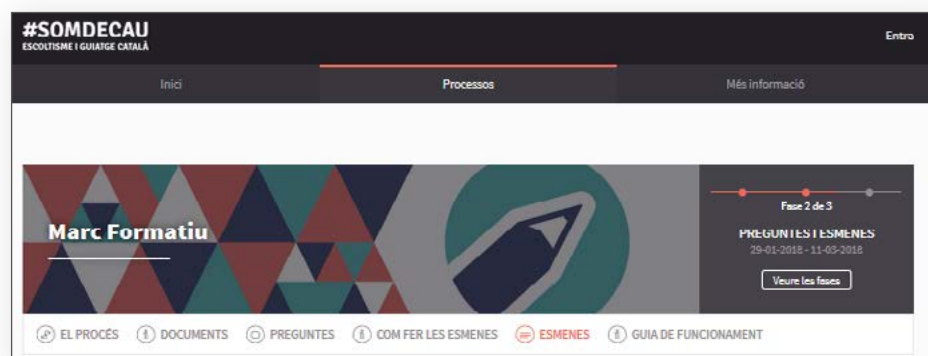 #SOMDECAU
ESCOLTISME I GUIATGE CATALÀ
Entra
Inici
Processos
Més informació
Marc Formatiu
Fase 2 de 3
PREGUNTES I ESMENES
29-01-2018 - 11-03-2018
Veure les fases
EL PROCÉS DOCUMENTS PREGUNTES COM FER LES ESMENES ESMENES GUIA DE FUNCIONAMENT